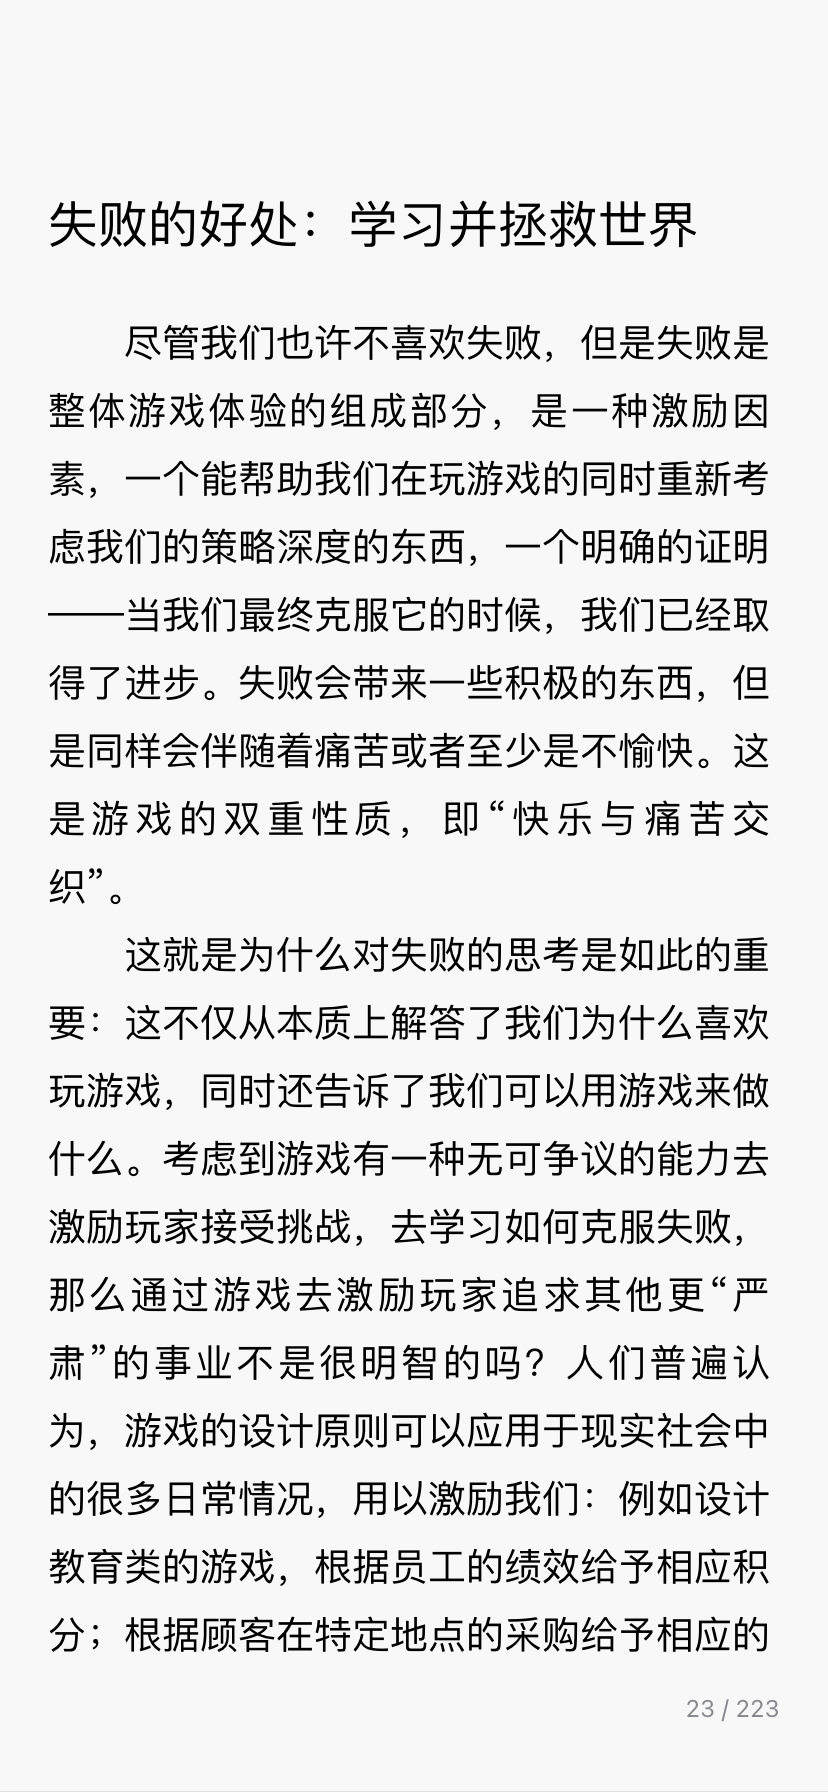 失败的好处：学习并拯救世界
尽管我们也许不喜欢失败，但是失败是
整体游戏体验的组成部分，是一种激励因
素，一个能帮助我们在玩游戏的同时重新考
虑我们的策略深度的东西，一个明确的证明
——当我们最终克服它的时候，我们已经取
得了进步。失败会带来一些积极的东西，但
是同样会伴随着痛苦或者至少是不愉快。这
是游戏的双重性质，即“快乐与痛苦交
织”。
这就是为什么对失败的思考是如此的重
要：这不仅从本质上解答了我们为什么喜欢
玩游戏，同时还告诉了我们可以用游戏来做
什么。考虑到游戏有一种无可争议的能力去
激励玩家接受挑战，去学习如何克服失败，
那么通过游戏去激励玩家追求其他更“严
肃”的事业不是很明智的吗？人们普遍认
为，游戏的设计原则可以应用于现实社会中
的很多日常情况，用以激励我们：例如设计
教育类的游戏，根据员工的绩效给予相应积
分；根据顾客在特定地点的采购给予相应的
23 / 223